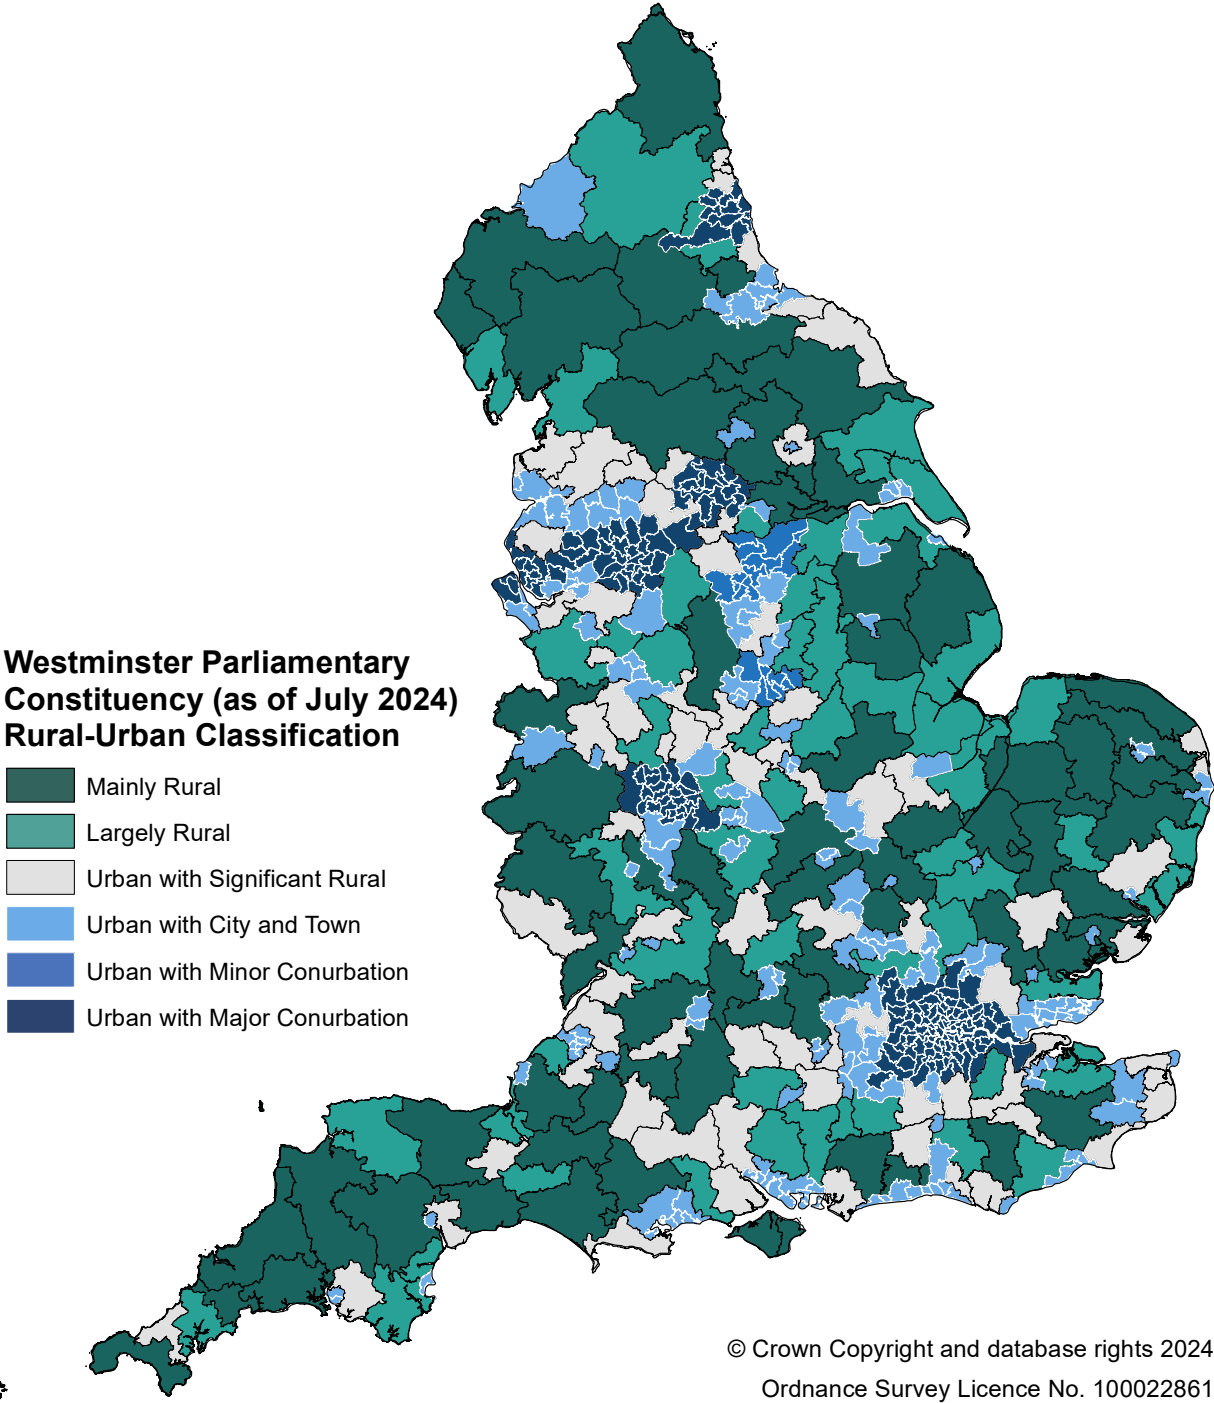 Westminster Parliamentary
Constituency (as of July 2024)
Rural-Urban Classification
Mainly Rural
Largely Rural
Urban with Significant Rural
Urban with City and Town
Urban with Minor Conurbation
Urban with Major Conurbation
© Crown Copyright and database rights 2024
Ordnance Survey Licence No. 100022861